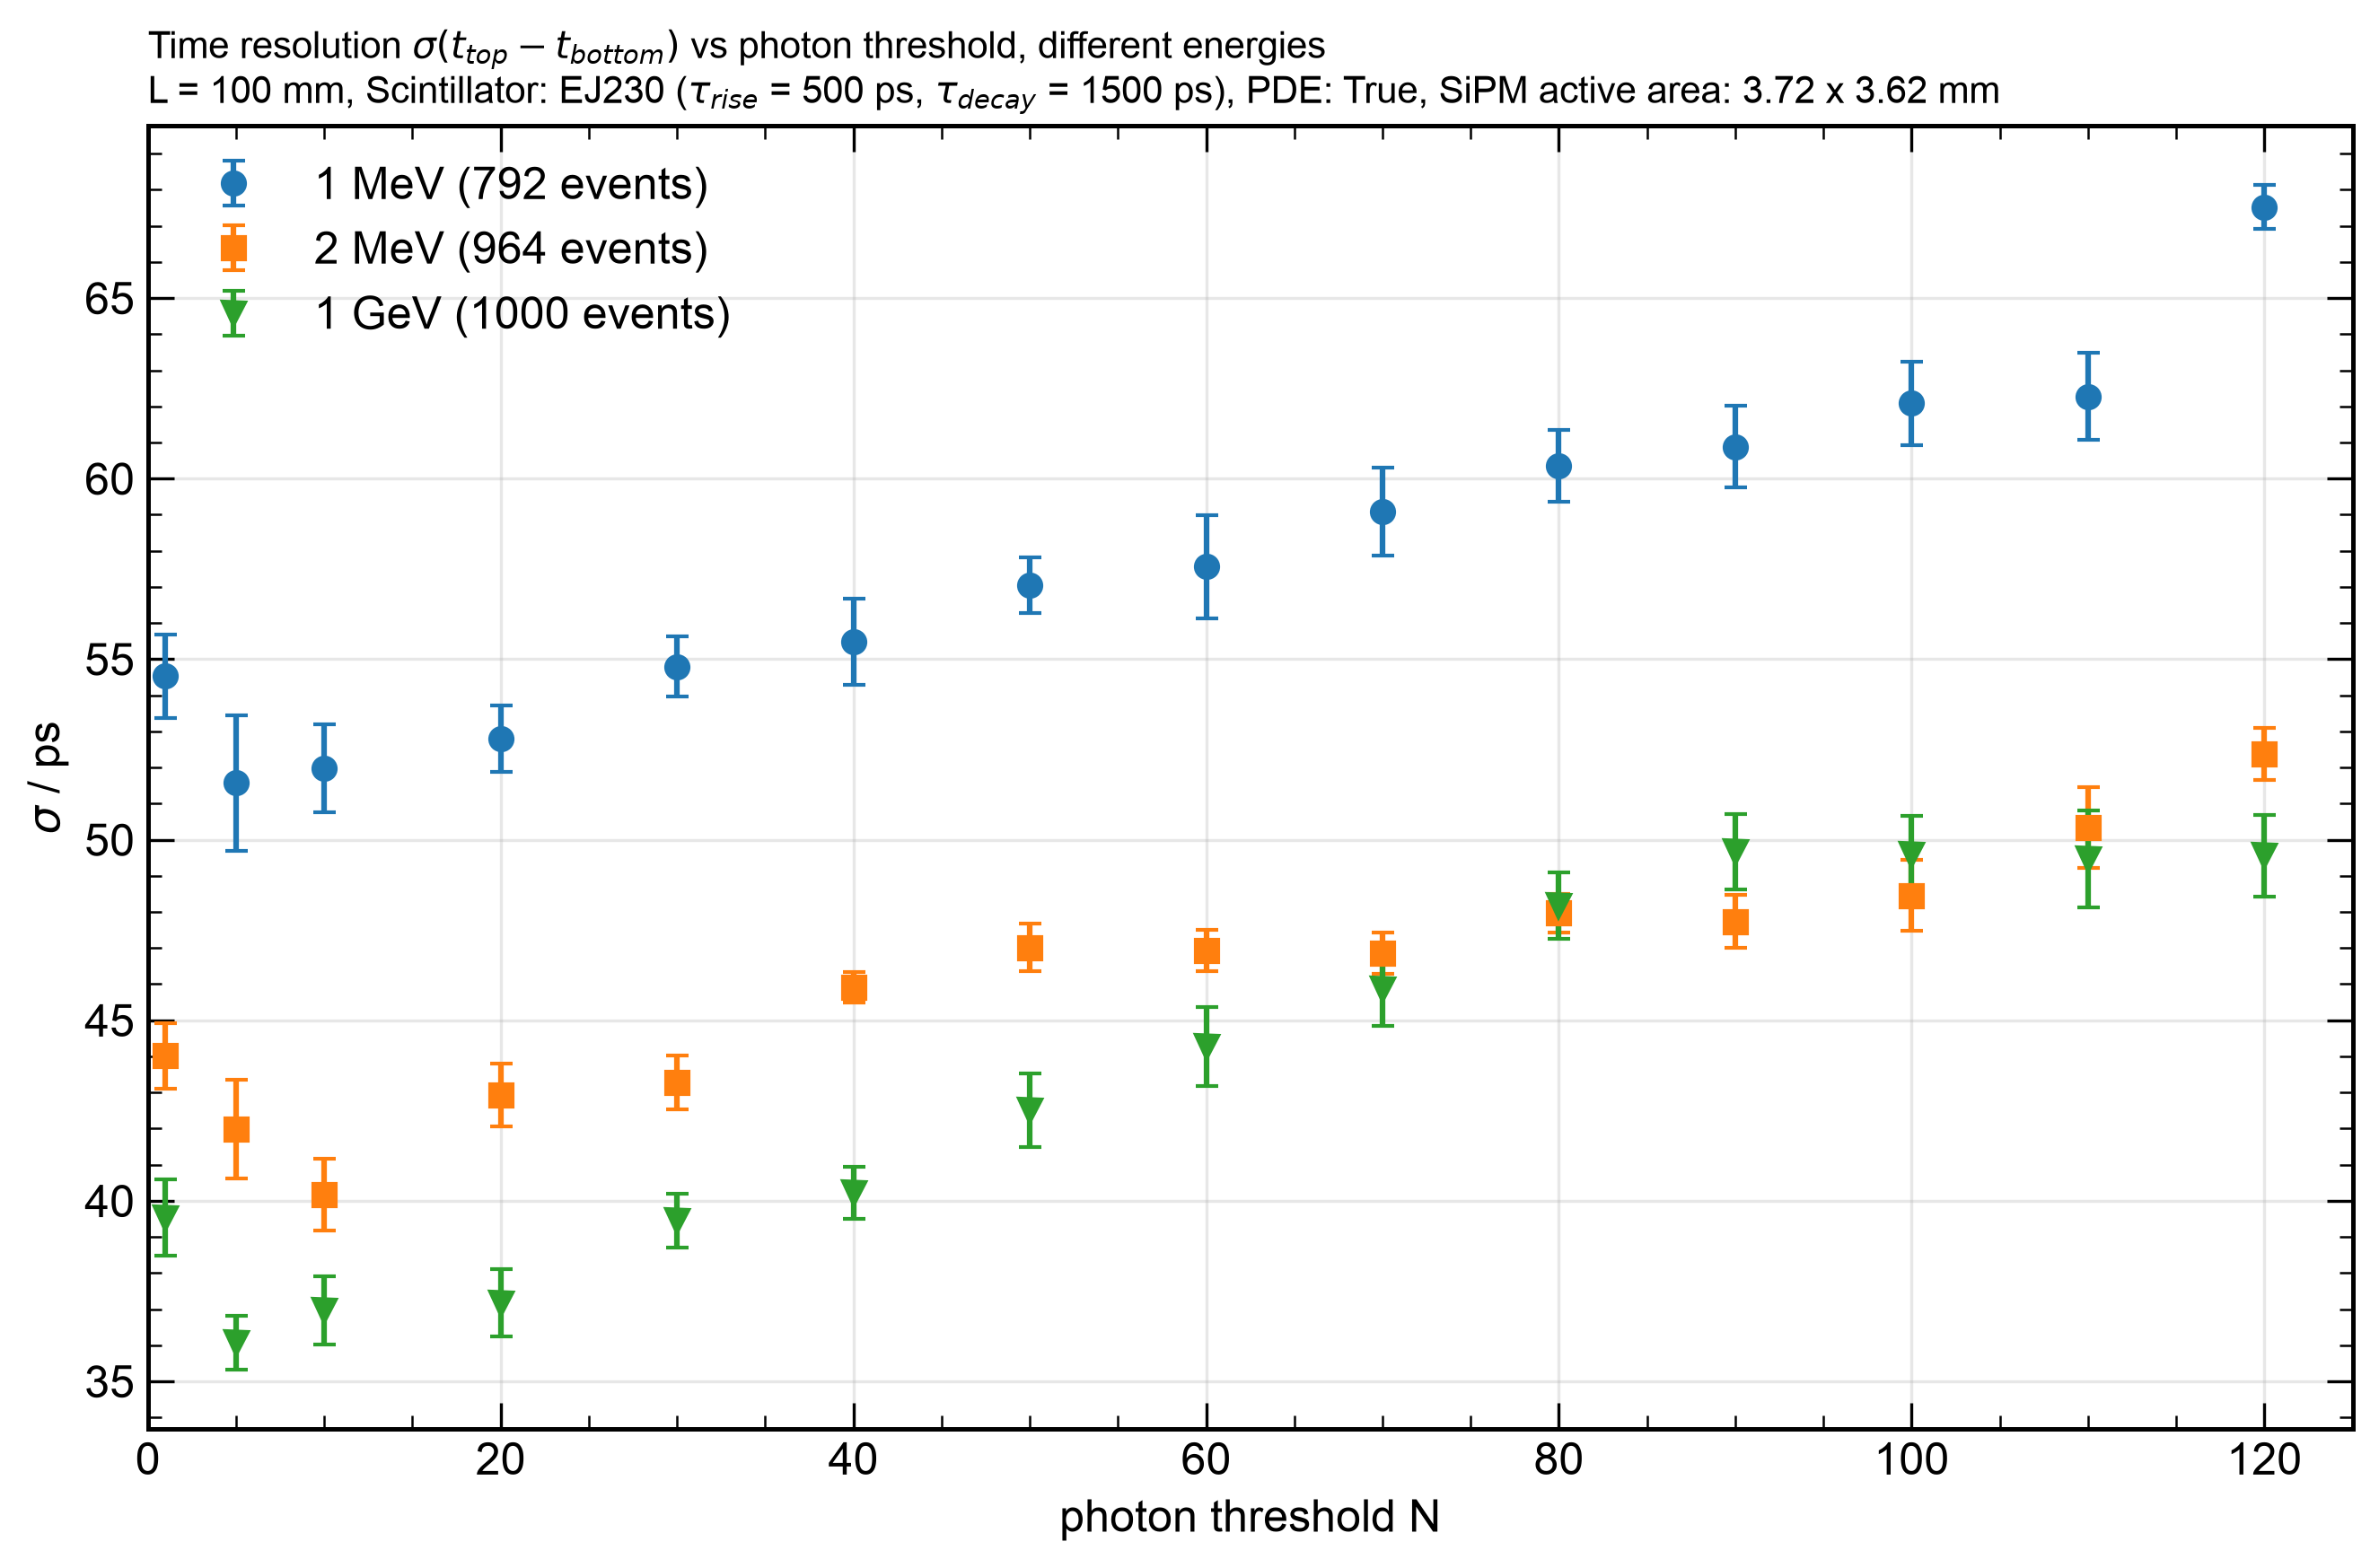 Time resolution σ(t_top − t_bottom) vs photon threshold, different energies
L = 100 mm, Scintillator: EJ230 (τ_rise = 500 ps, τ_decay = 1500 ps), PDE: True, SiPM active area: 3.72 x 3.62 mm
1 MeV (792 events)
2 MeV (964 events)
1 GeV (1000 events)
65
60
55
50
45
40
35
σ / ps
0 20 40 60 80 100 120
photon threshold N